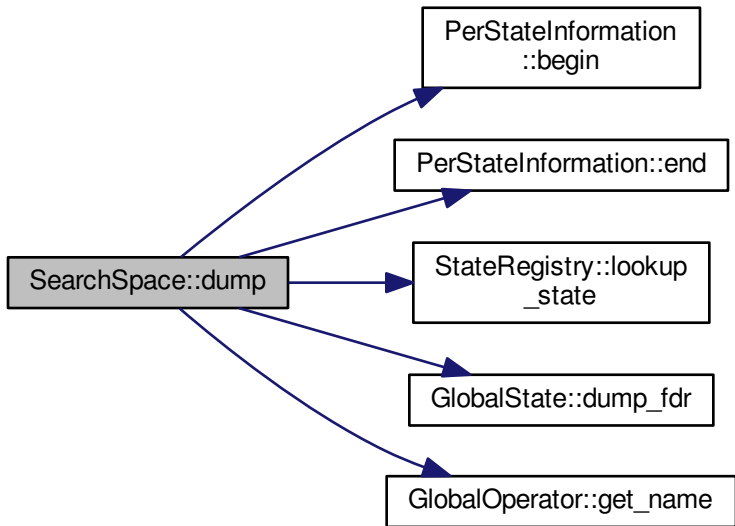 PerStateInformation
::begin
PerStateInformation::end
SearchSpace::dump
StateRegistry::lookup
_state
GlobalState::dump_fdr
GlobalOperator::get_name